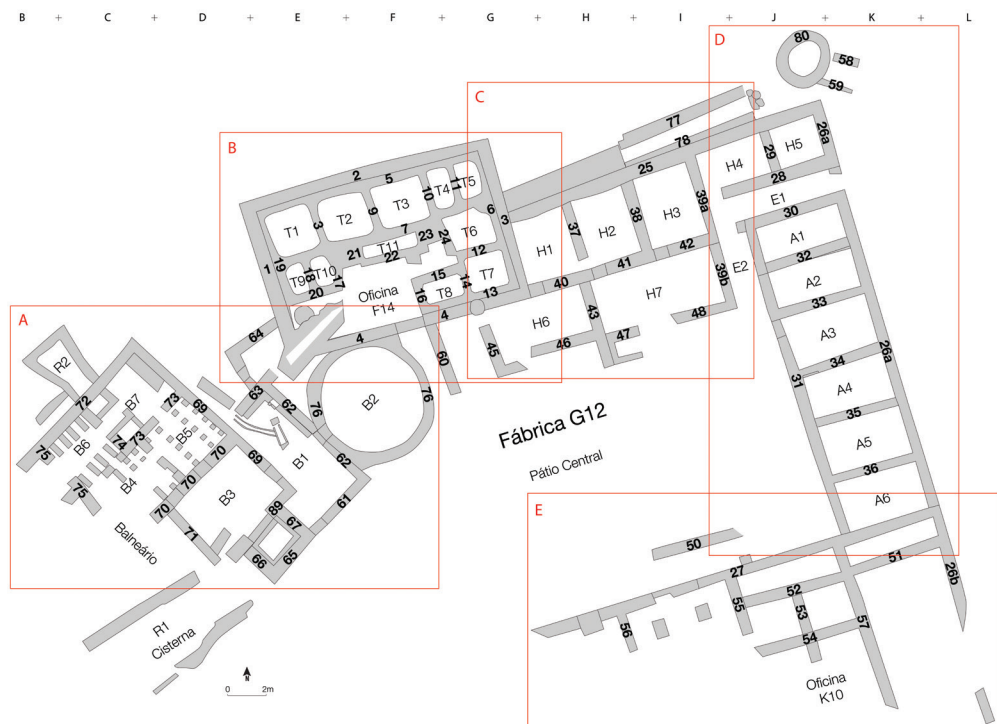 B + C + D + E + F + G + H + I + J + K + L
D
80
58
59
C
77
78
26a
29
H5
25
H4
28
E1
B
2
5
10
11
T4
T5
39a
30
T1
3
T2
9
T3
6
3
37
38
H3
A1
7
23
24
T6
H1
H2
42
32
E2
19
1
21
T11
22
12
41
39b
A2
18
T10
T9
17
15
14
T7
40
H7
33
20
Oficina
F14
16
T8
13
43
48
A3
A
64
4
4
H6
47
34
26a
R2
60
45
46
31
A4
63
62
76
B2
76
35
72
B7
73
69
Fábrica G12
A5
B6
74
73
B5
B1
Pátio Central
36
75
70
69
62
A6
75
B4
70
B3
61
E
70
89
67
50
51
Balneário
71
66
65
27
26b
52
R1
Cisterna
55
53
56
54
57
N
Oficina
K10
0 2m